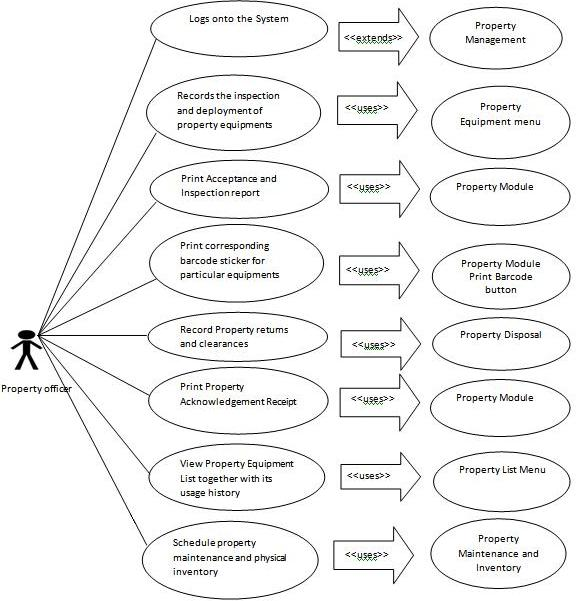 Logs onto the System
<<extends>>
Property
Management
Records the inspection
and deployment of
property equipments
<<uses>>
Property
Equipment menu
Print Acceptance and
Inspection report
<<uses>>
Property Module
Print corresponding
barcode sticker for
particular equipments
<<uses>>
Property Module
Print Barcode
button
Record Property returns
and clearances
<<uses>>
Property Disposal
Property officer
Print Property
Acknowledgement Receipt
<<uses>>
Property Module
View Property Equipment
List together with its
usage history
<<uses>>
Property List Menu
Schedule property
maintenance and physical
inventory
<<uses>>
Property
Maintenance and
Inventory